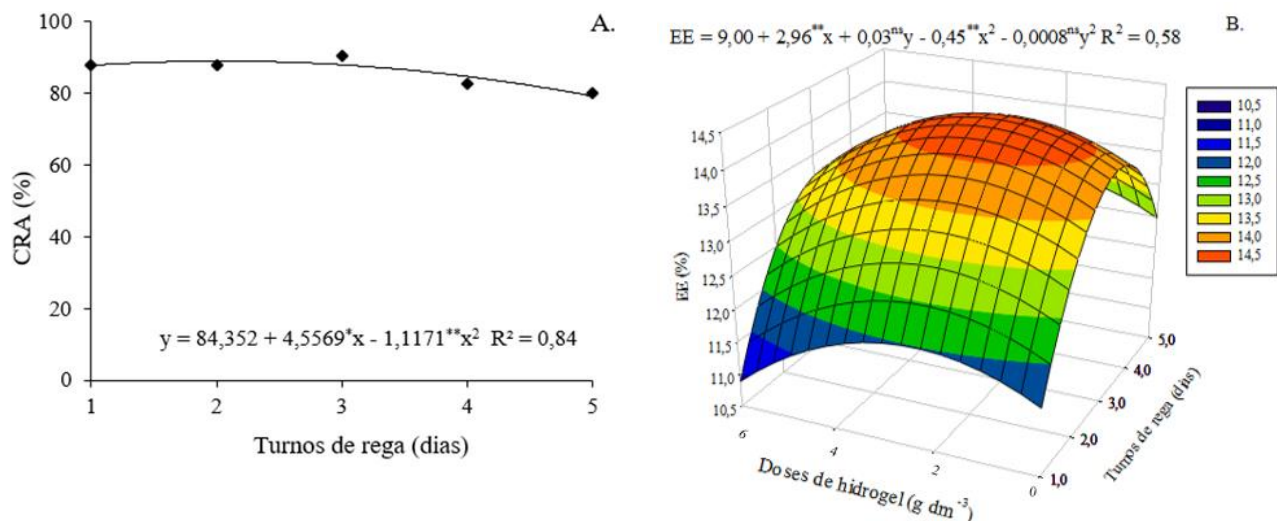 A.
CRA (%)
100
80
60
40
20
0
y = 84,352 + 4,5569*x - 1,1171**x² R² = 0,84
1 2 3 4 5
Turnos de rega (dias)
B.
EE = 9,00 + 2,96**x + 0,03ⁿˢy - 0,45**x² - 0,0008ⁿˢy² R² = 0,58
EE (%)
14,5
14,0
13,5
13,0
12,5
12,0
11,5
11,0
10,5
6 4 2 0
Doses de hidrogel (g dm⁻³)
5,0
4,0
3,0
2,0
1,0
Turnos de rega (dias)
10,5
11,0
11,5
12,0
12,5
13,0
13,5
14,0
14,5